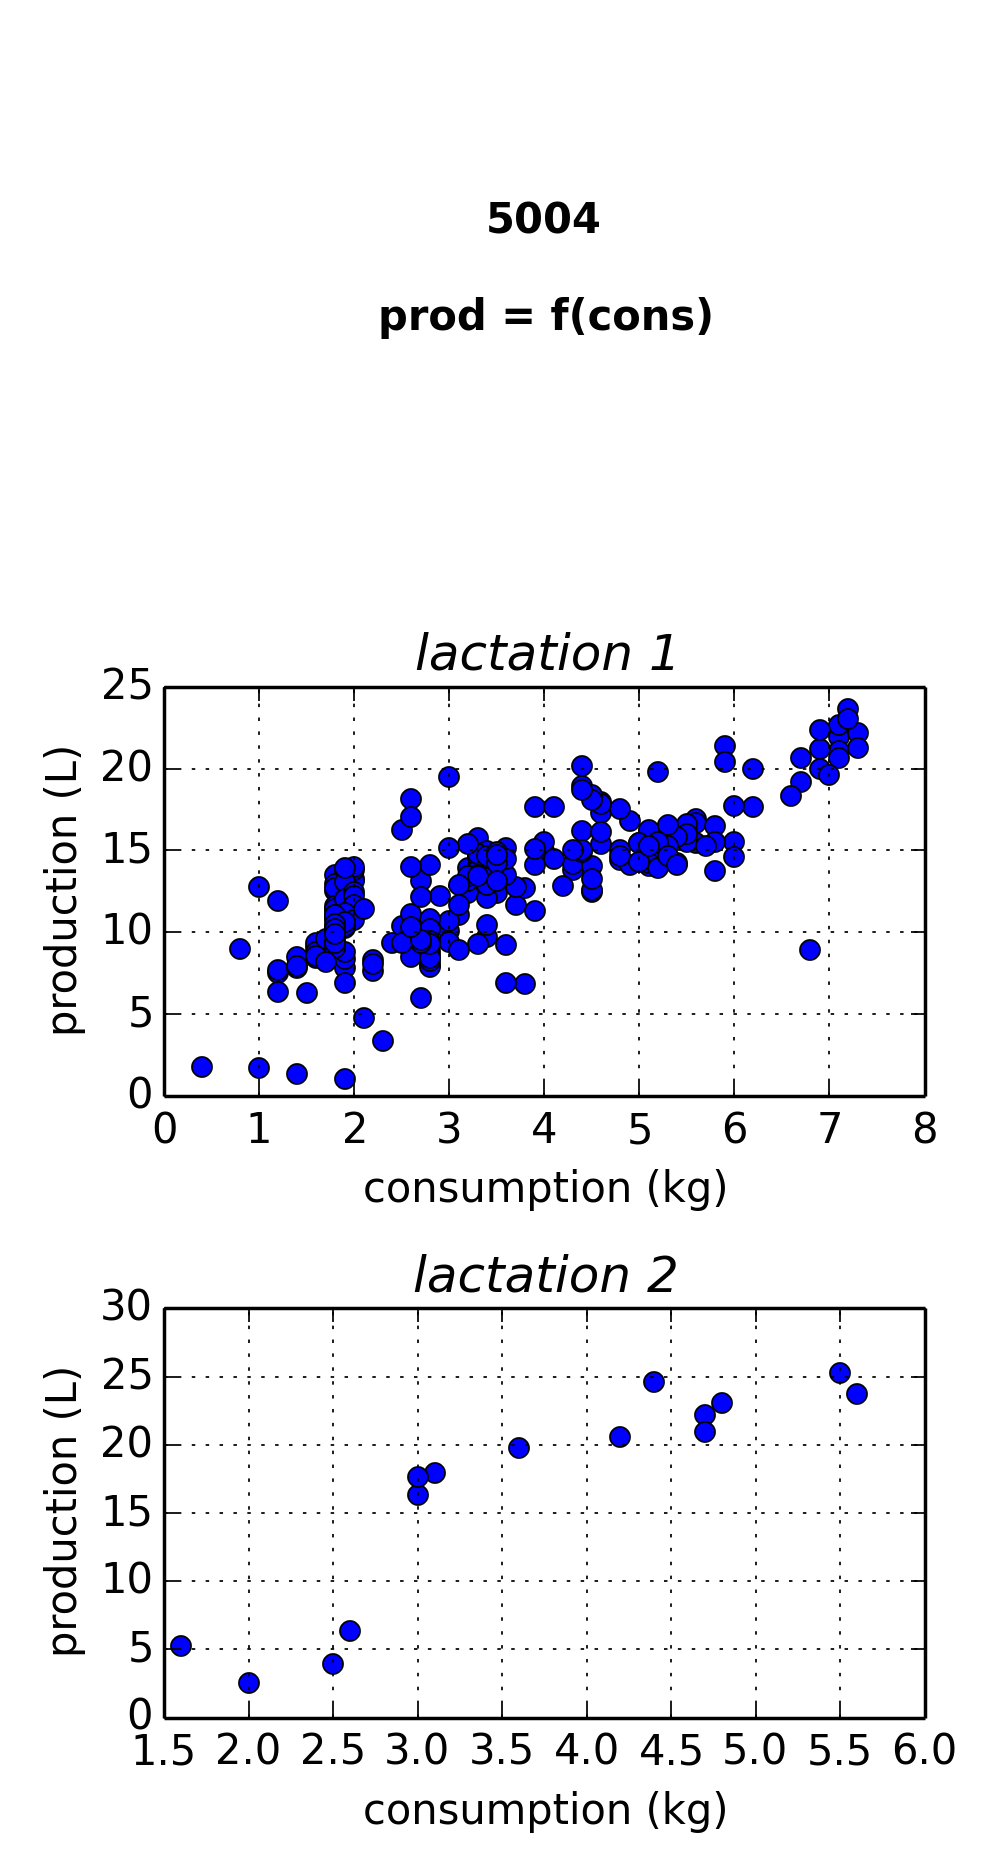 5004
prod = f(cons)
lactation 1
25
20
15
10
5
0
production (L)
0 1 2 3 4 5 6 7 8
consumption (kg)
lactation 2
30
25
20
15
10
5
0
production (L)
1.5 2.0 2.5 3.0 3.5 4.0 4.5 5.0 5.5 6.0
consumption (kg)